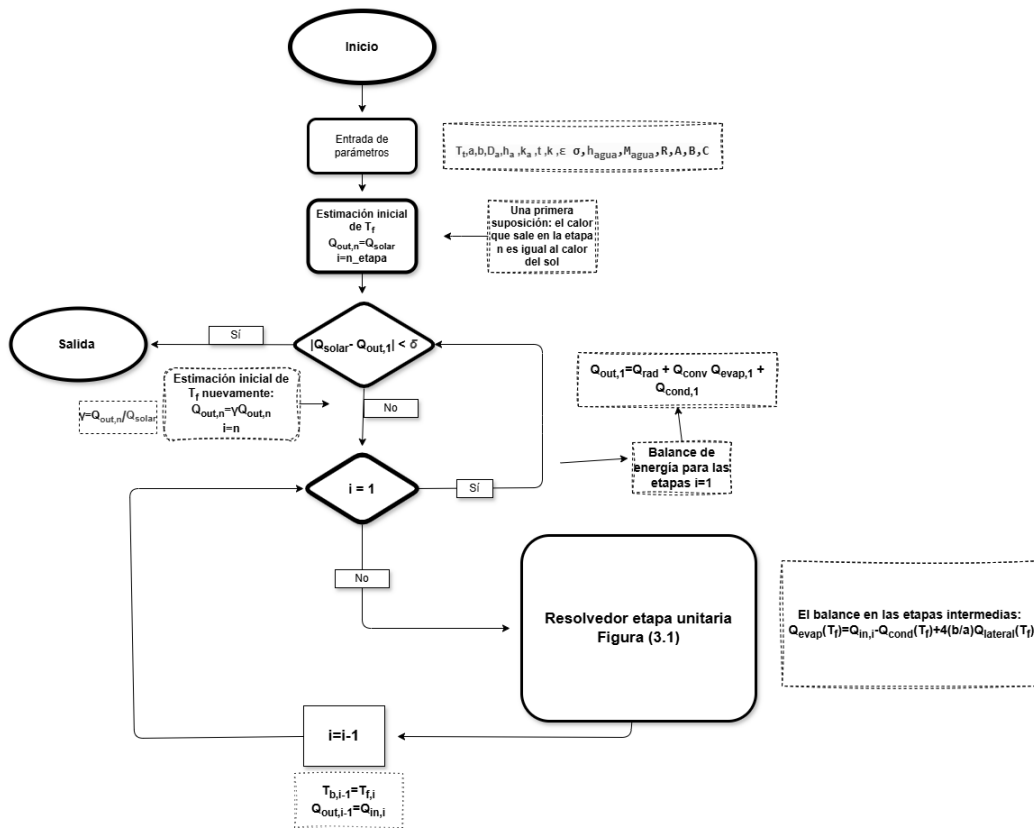 Inicio
Entrada de
parámetros
T_t,a,b,D_a,h_a,k_a,t,k,ε σ,h_agua,M_agua,R,A,B,C
Estimación inicial
de T_f
Q_out,n=Q_solar
i=n_etapa
Una primera
suposición: el calor
que sale en la etapa
n es igual al calor
del sol
Salida
Sí
|Q_solar- Q_out,1| < δ
Q_out,1=Q_rad + Q_conv Q_evap,1 +
Q_cond,1
Estimación inicial de
T_f nuevamente:
Q_out,n=γQ_out,n
i=n
γ=Q_out,n/Q_solar
No
Balance de
energía para las
etapas i=1
i = 1
Sí
No
Resolvedor etapa unitaria
Figura (3.1)
El balance en las etapas intermedias:
Q_evap(T_f)=Q_in,i-Q_cond(T_f)+4(b/a)Q_lateral(T_f)
i=i-1
T_b,i-1=T_f,i
Q_out,i-1=Q_in,i